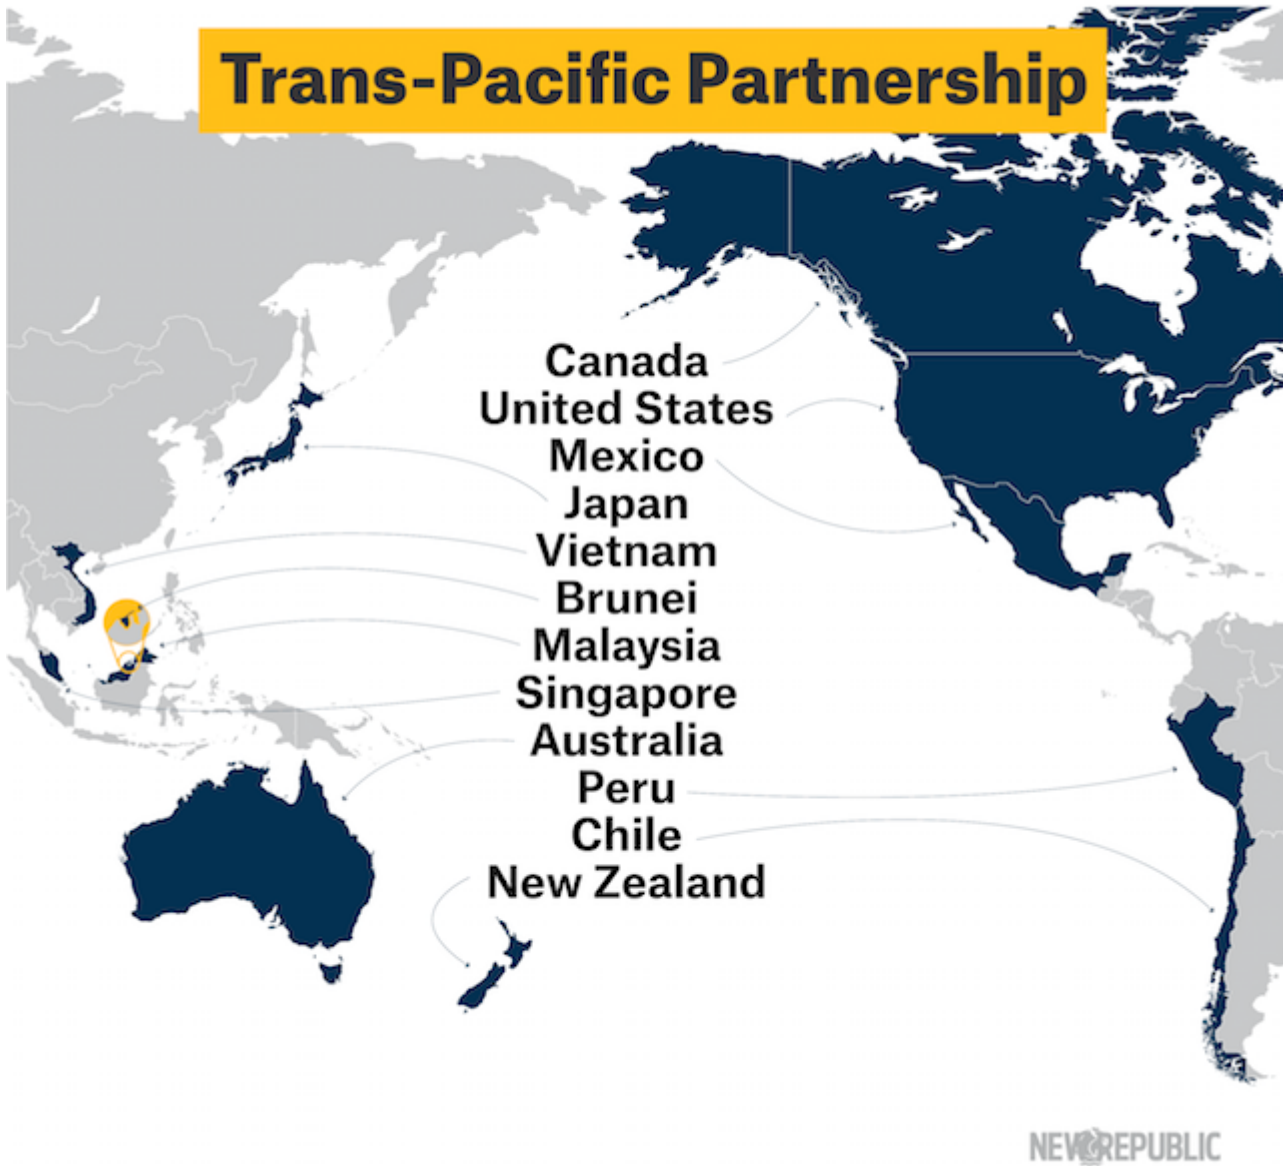 Trans-Pacific Partnership
Canada
United States
Mexico
Japan
Vietnam
Brunei
Malaysia
Singapore
Australia
Peru
Chile
New Zealand
NEW REPUBLIC